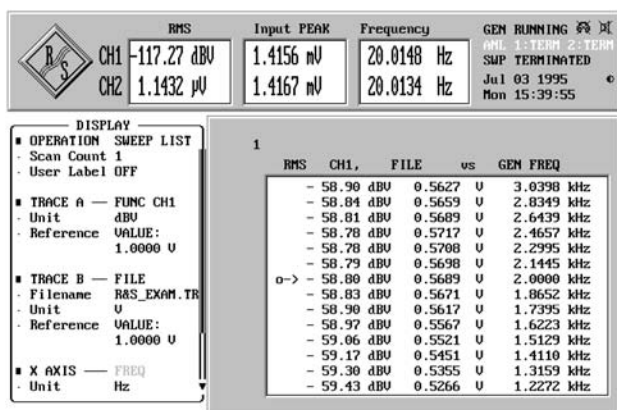 RMS Input PEAK Frequency GEN RUNNING
R S CH1 -117.27 dBV 1.4156 mV 20.0148 Hz ANL 1:TERM 2:TERM
SWP TERMINATED
CH2 1.1432 µV 1.4167 mV 20.0134 Hz Jul 03 1995
Mon 15:39:55
DISPLAY
OPERATION SWEEP LIST
Scan Count 1
User Label OFF
TRACE A — FUNC CH1
Unit dBV
Reference VALUE:
1.0000 V
TRACE B — FILE
Filename R&S_EXAM.TR
Unit V
Reference VALUE:
1.0000 V
X AXIS — FREQ
Unit Hz
1
RMS CH1, FILE vs GEN FREQ
- 58.90 dBV 0.5627 V 3.0398 kHz
- 58.84 dBV 0.5659 V 2.8349 kHz
- 58.81 dBV 0.5689 V 2.6439 kHz
- 58.78 dBV 0.5717 V 2.4657 kHz
- 58.78 dBV 0.5708 V 2.2995 kHz
- 58.79 dBV 0.5698 V 2.1445 kHz
o-> - 58.80 dBV 0.5689 V 2.0000 kHz
- 58.83 dBV 0.5671 V 1.8652 kHz
- 58.90 dBV 0.5617 V 1.7395 kHz
- 58.97 dBV 0.5567 V 1.6223 kHz
- 59.06 dBV 0.5521 V 1.5129 kHz
- 59.17 dBV 0.5451 V 1.4110 kHz
- 59.30 dBV 0.5355 V 1.3159 kHz
- 59.43 dBV 0.5266 V 1.2272 kHz